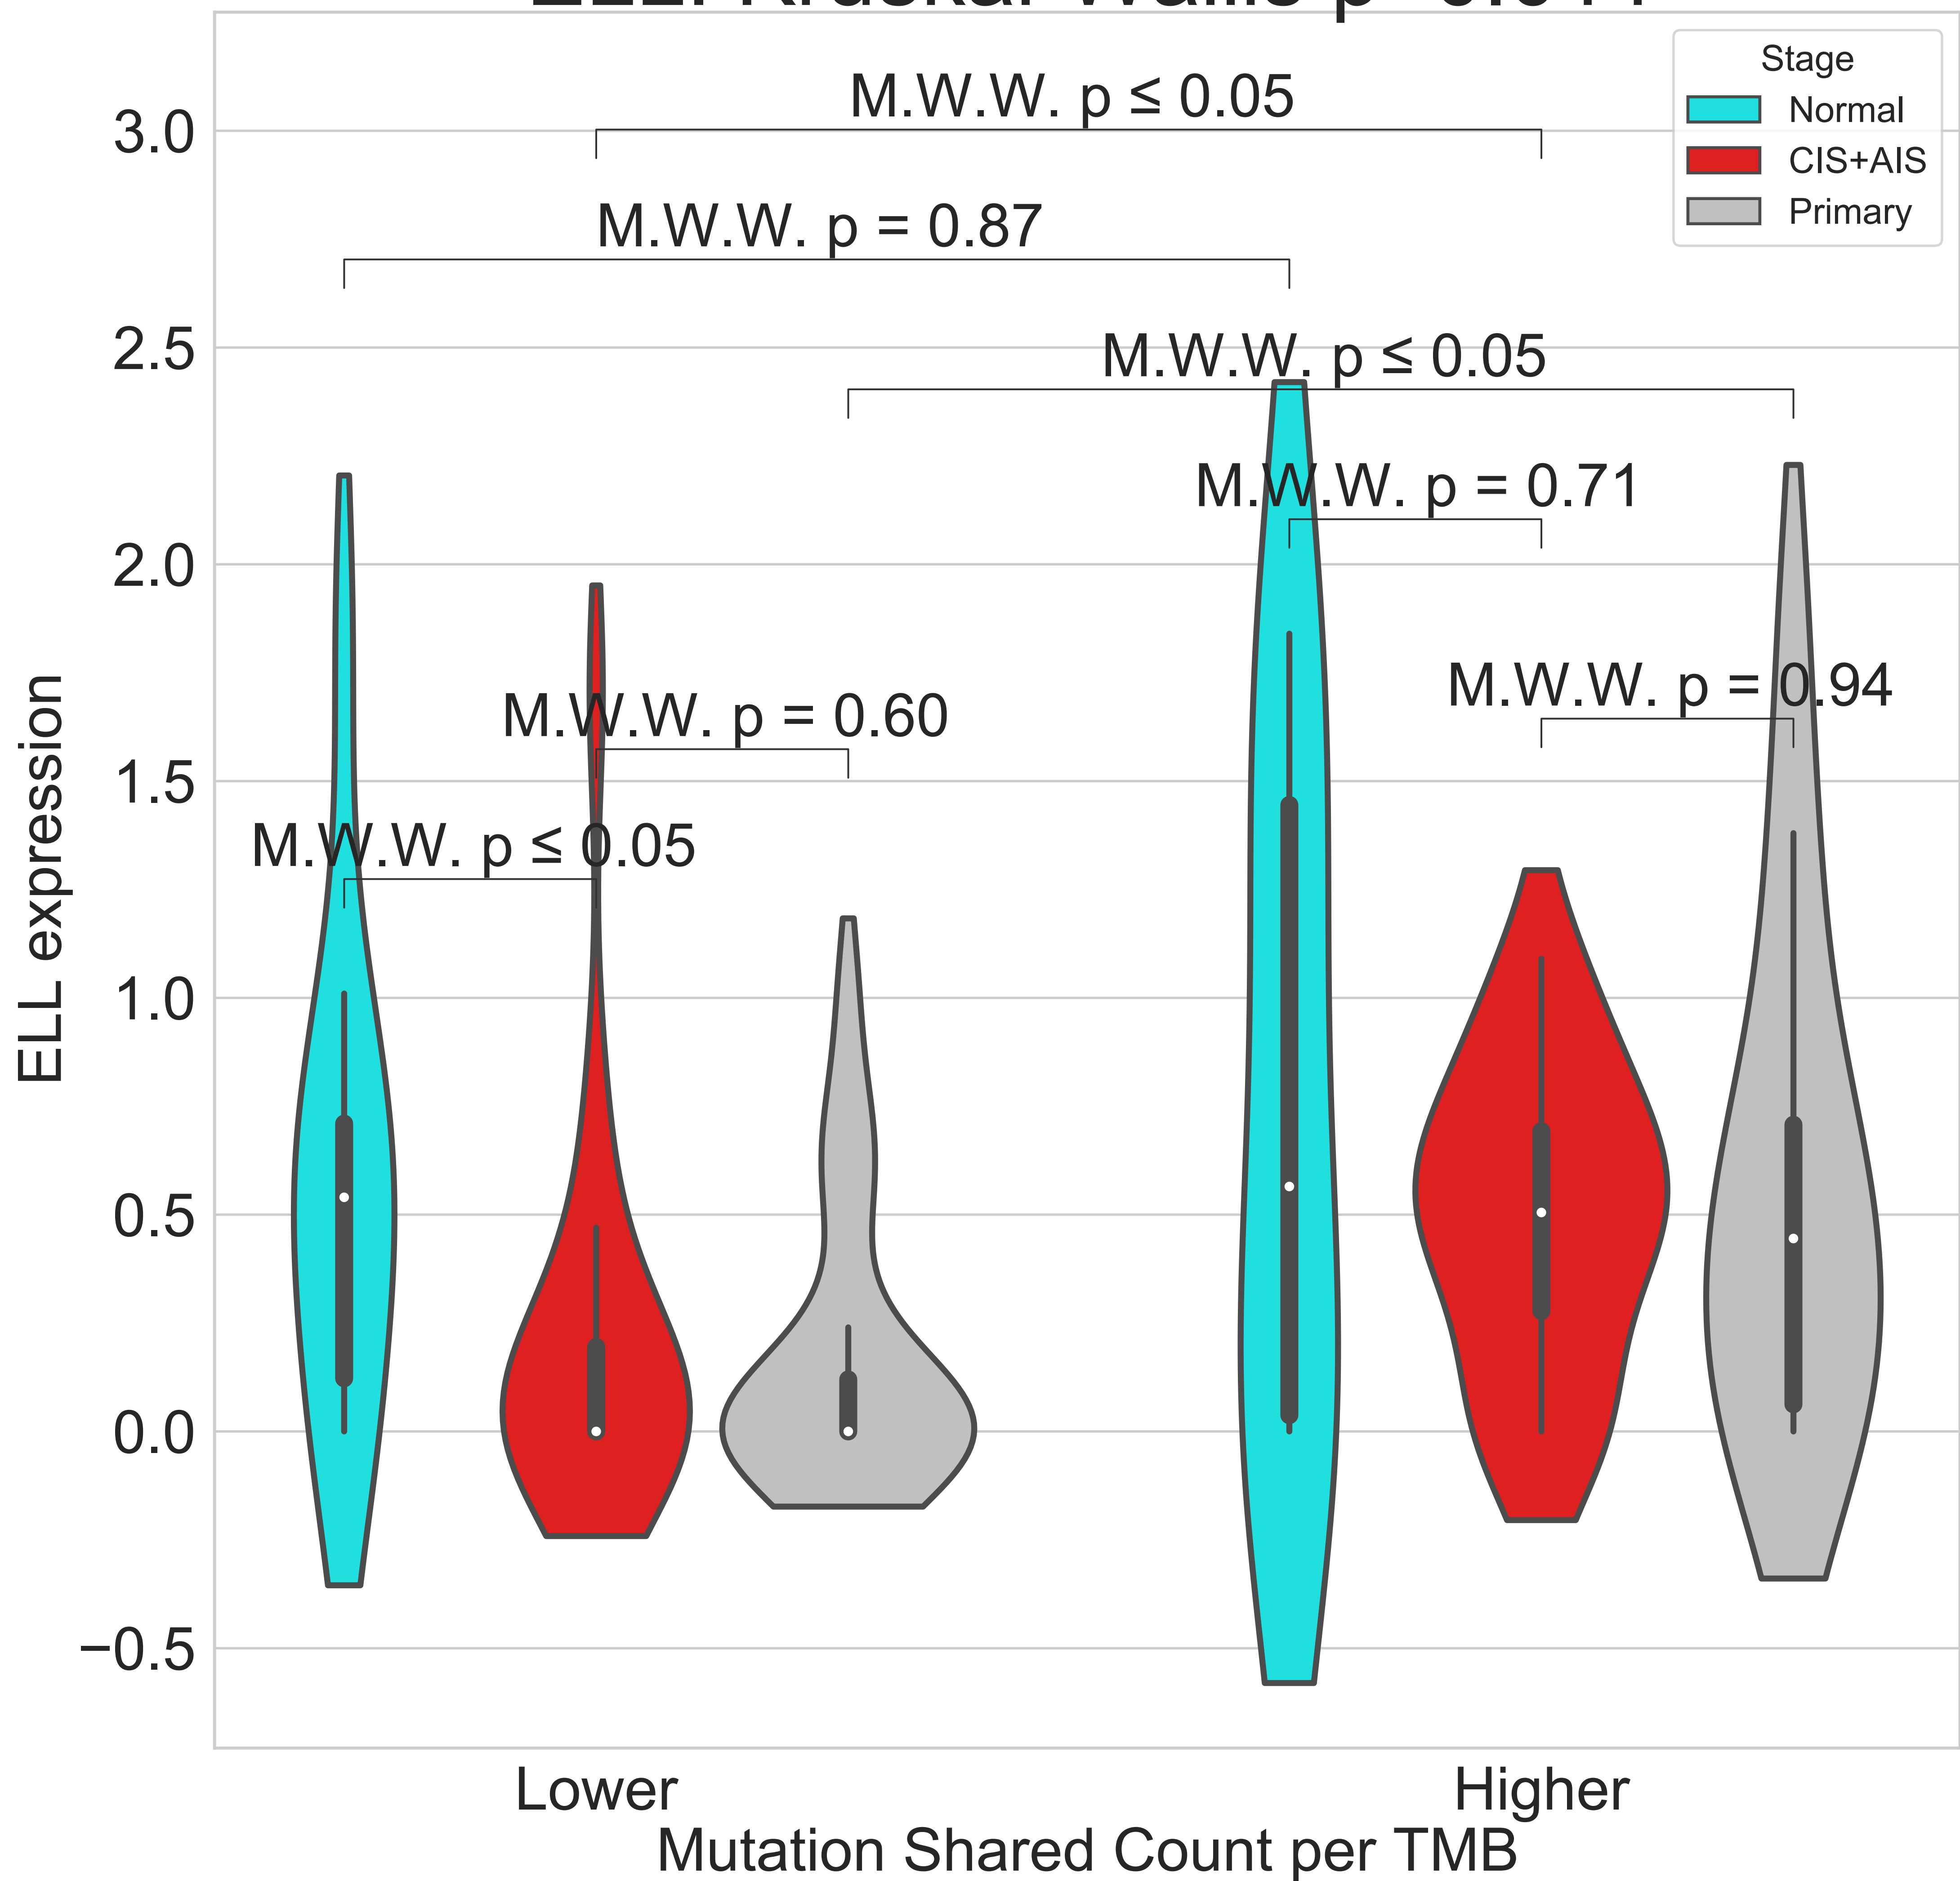 M.W.W. p ≤ 0.05
M.W.W. p = 0.87
M.W.W. p ≤ 0.05
M.W.W. p = 0.71
M.W.W. p = 0.94
M.W.W. p = 0.60
M.W.W. p ≤ 0.05
Stage
Normal
CIS+AIS
Primary
3.0
2.5
2.0
1.5
1.0
0.5
0.0
−0.5
ELL expression
Lower
Higher
Mutation Shared Count per TMB